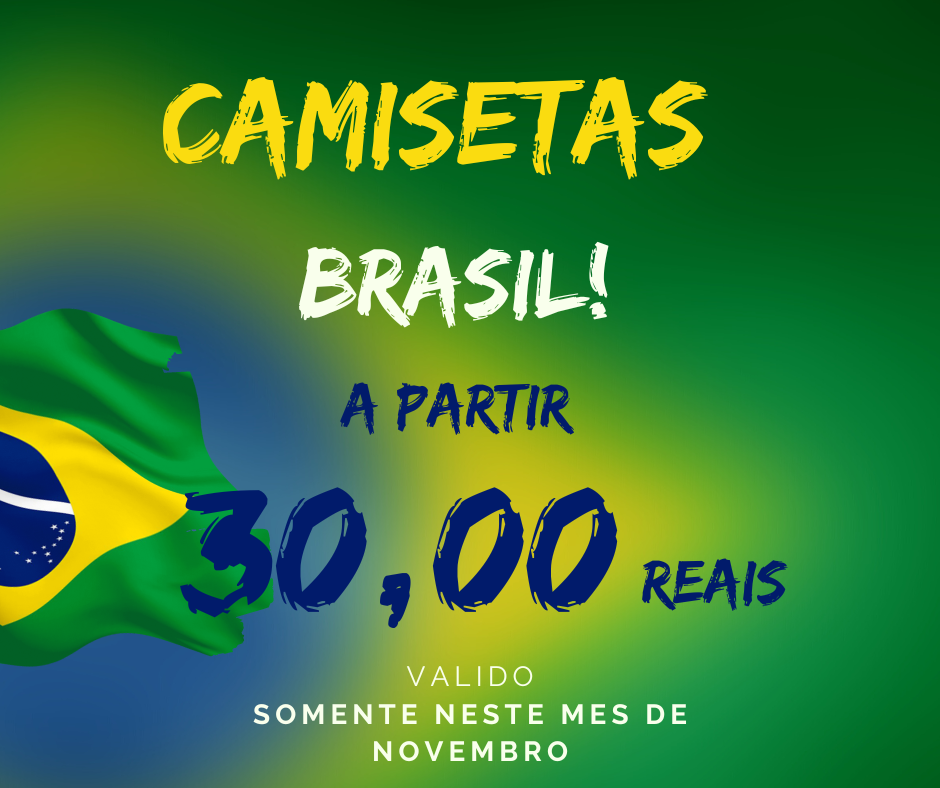 CAMISETAS
BRASIL!
A PARTIR
30,00 REAIS
VALIDO
SOMENTE NESTE MES DE
NOVEMBRO